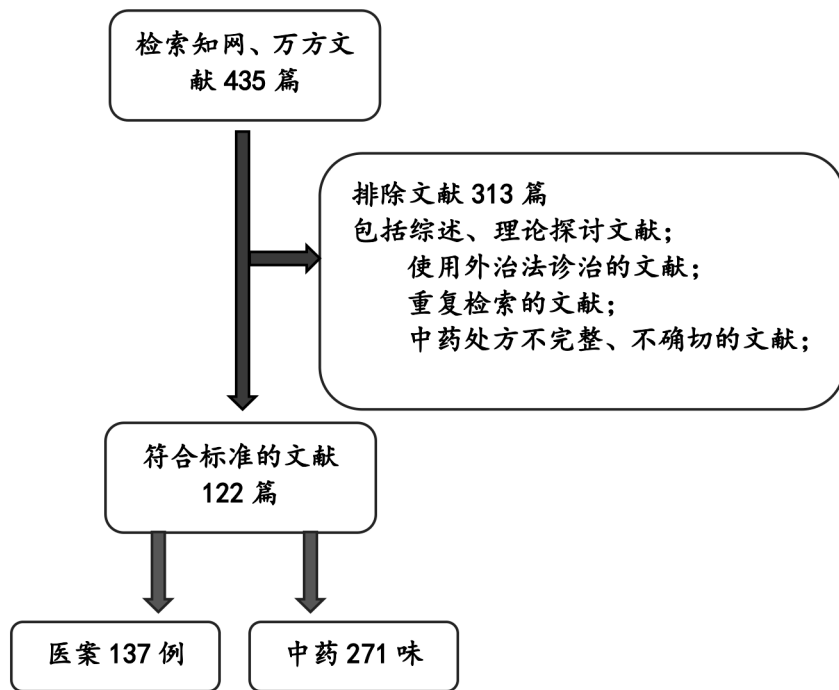 检索知网、万方文
献 435 篇
排除文献 313 篇
包括综述、理论探讨文献；
使用外治法诊治的文献；
重复检索的文献；
中药处方不完整、不确切的文献；
符合标准的文献
122 篇
医案 137 例
中药 271 味